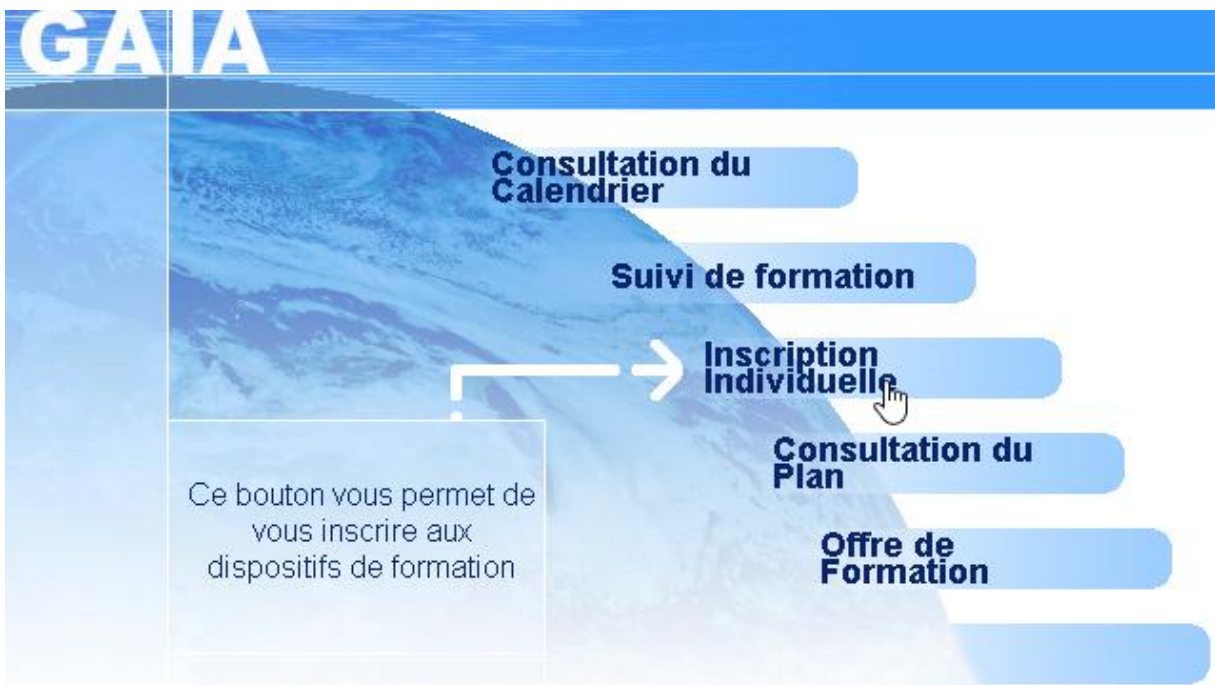 GAIA
Consultation du
Calendrier
Suivi de formation
Inscription
Individuelle
Consultation du
Plan
Offre de
Formation
Ce bouton vous permet de
vous inscrire aux
dispositifs de formation